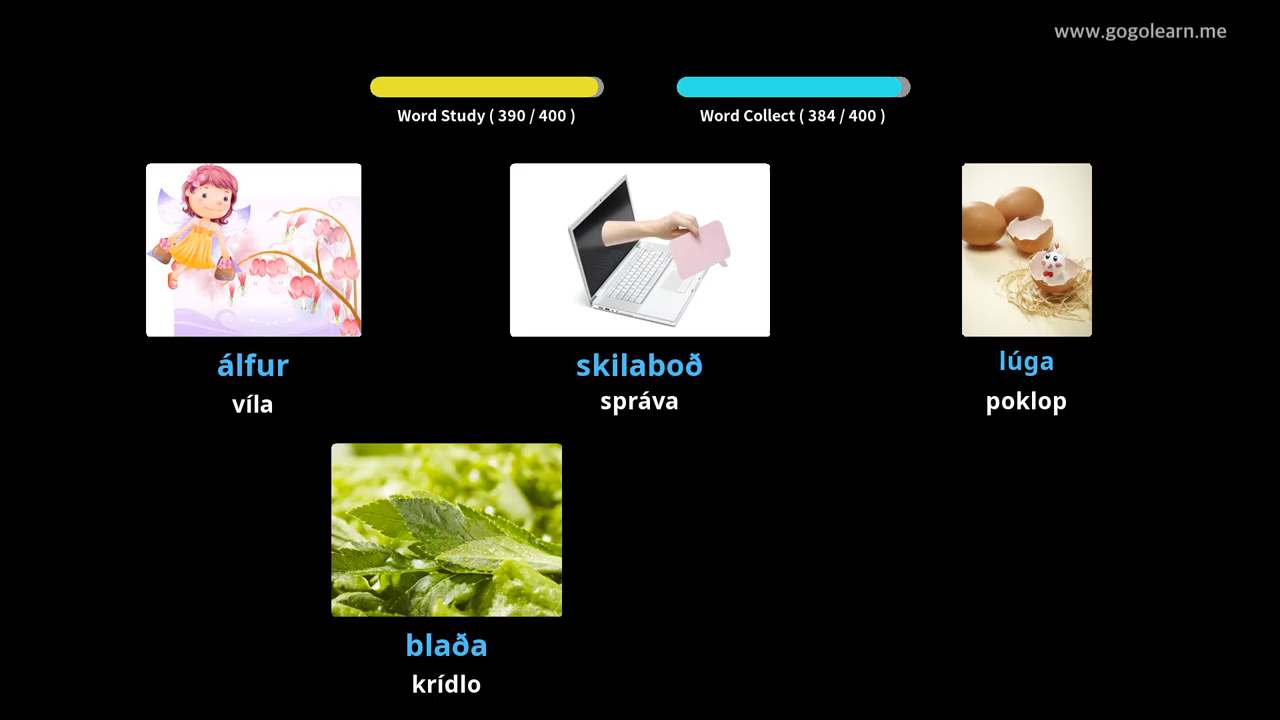 www.gogolearn.me
Word Study ( 390 / 400 )
Word Collect ( 384 / 400 )
álfur
víla
skilaboð
správa
lúga
poklop
blaða
krídlo